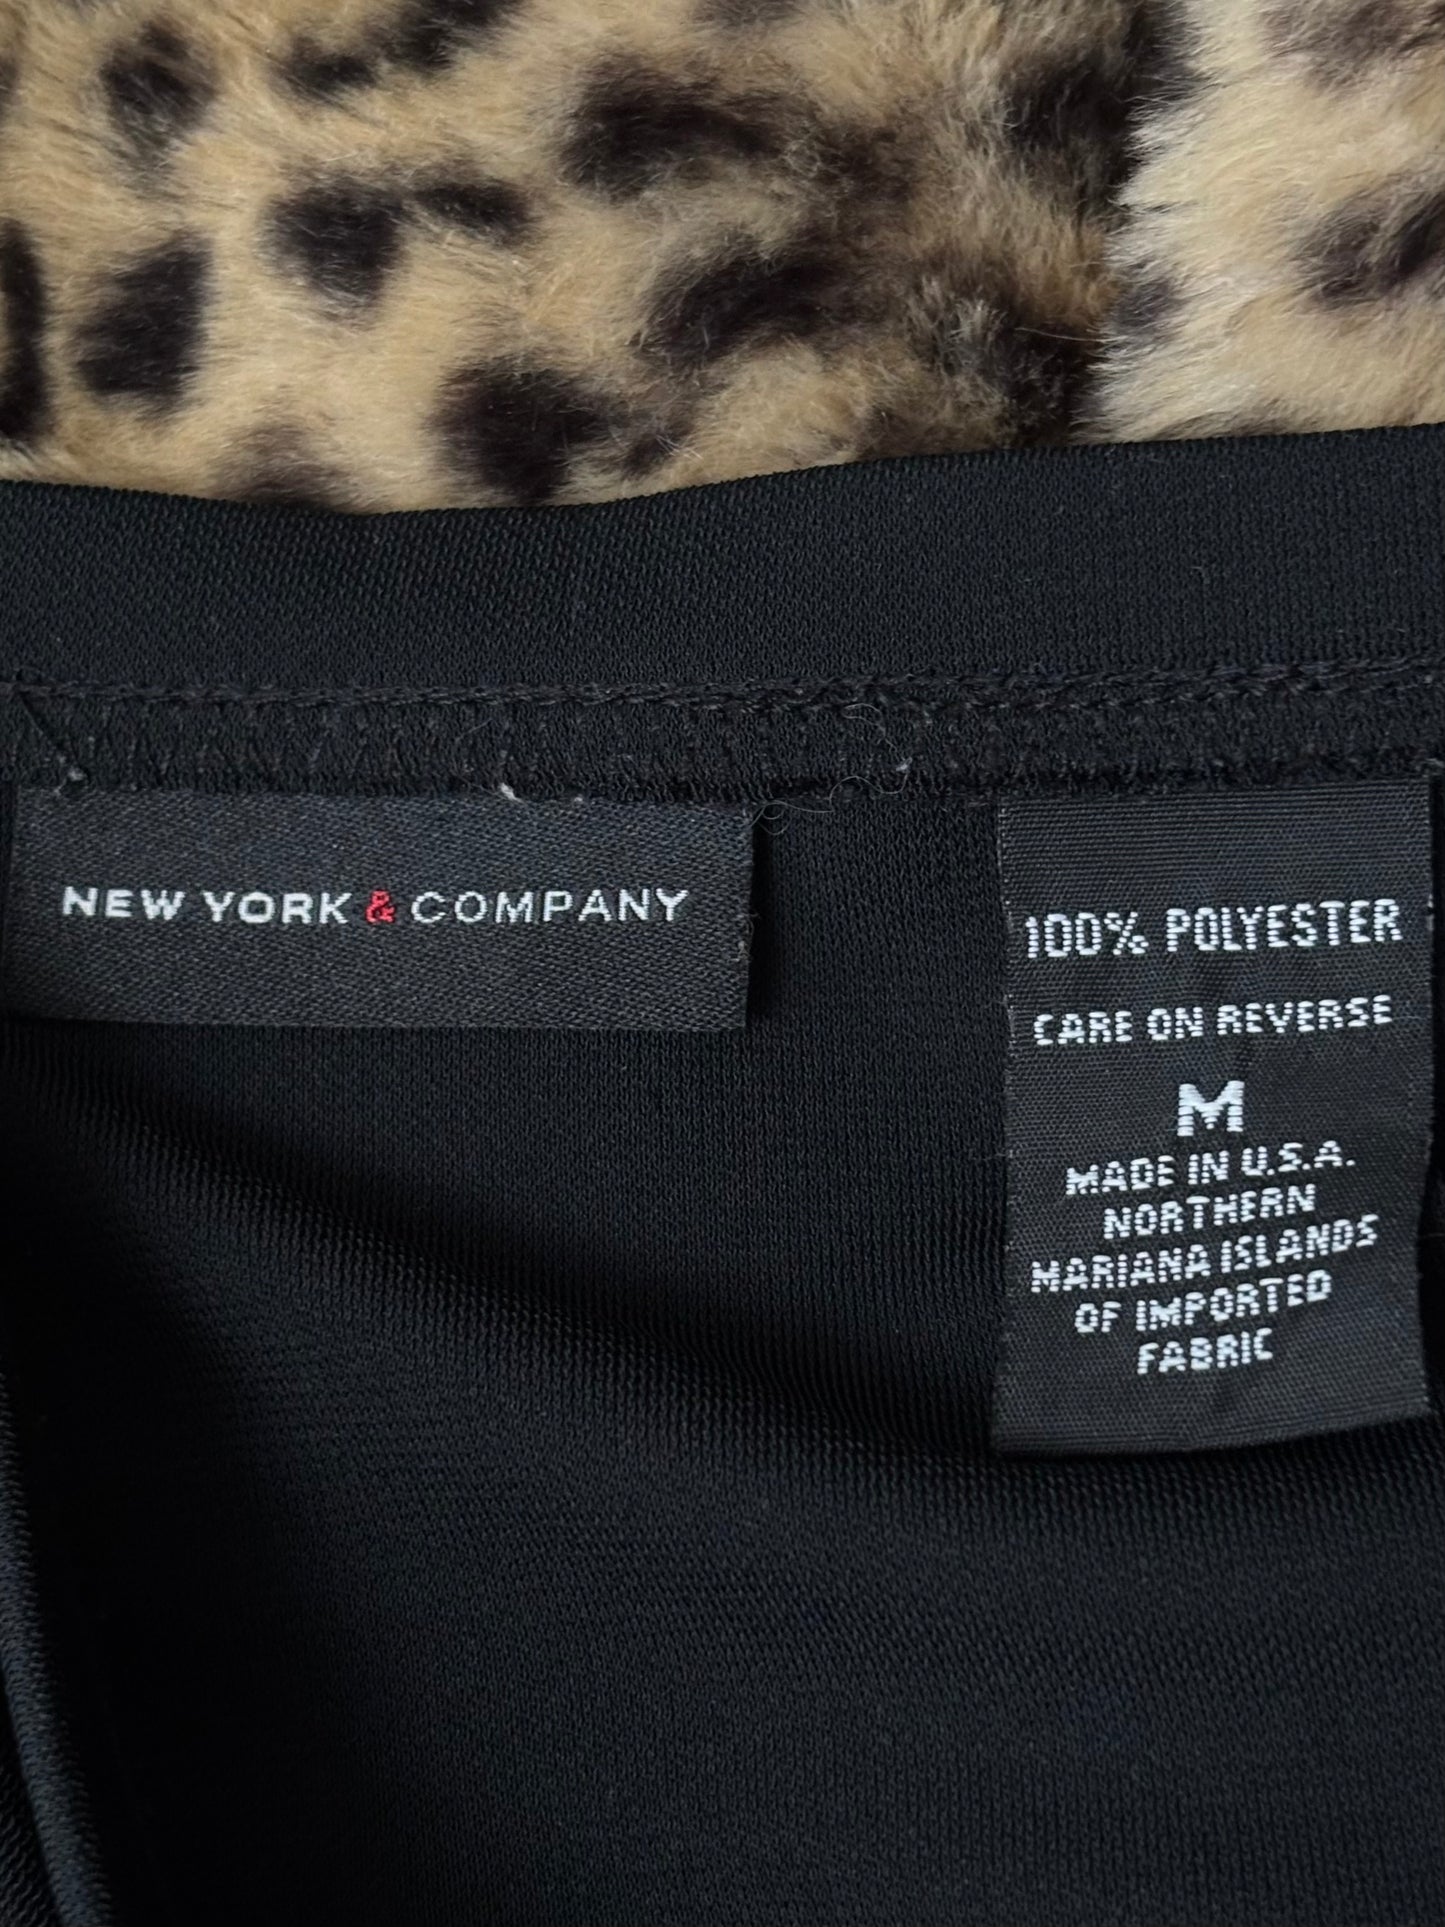 NEW YORK & COMPANY
100% POLYESTER
CARE ON REVERSE
M
MADE IN U.S.A.
NORTHERN
MARIANA ISLANDS
OF IMPORTED
FABRIC